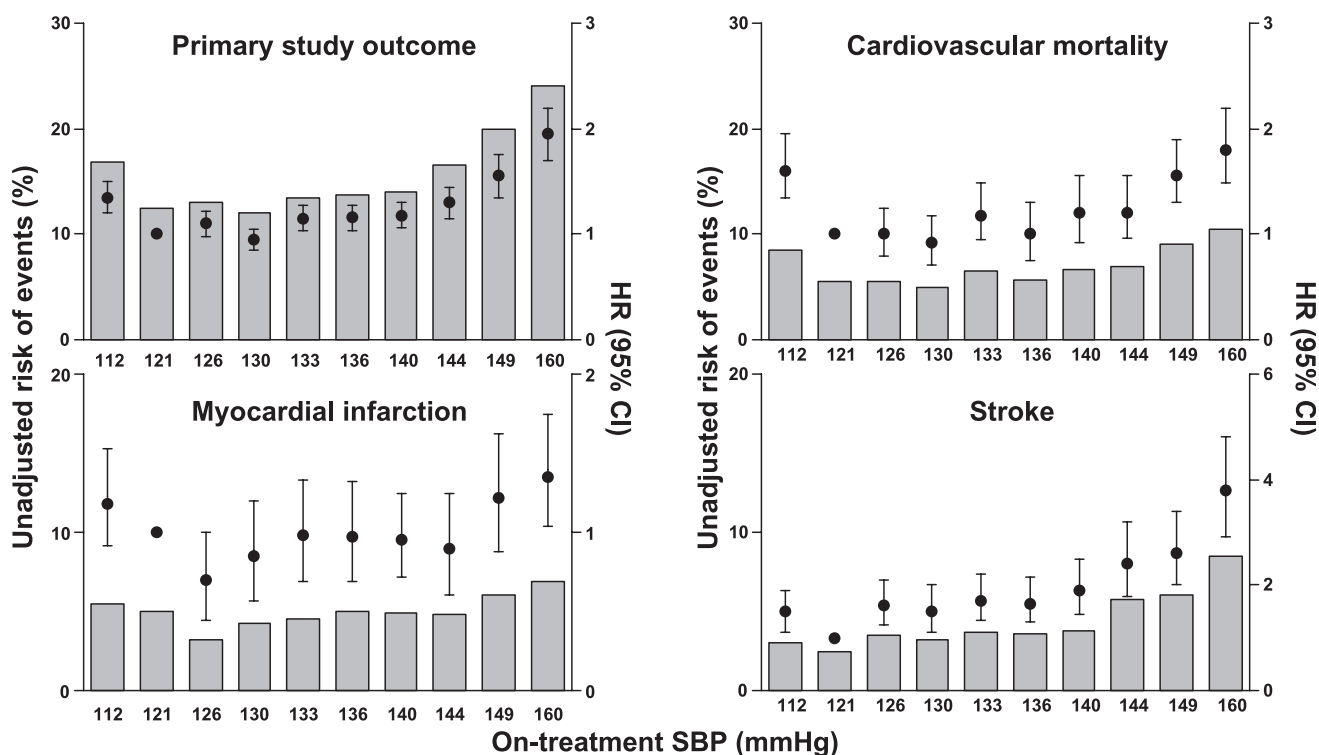 Primary study outcome
30
20
10
0
3
2
1
0
112 121 126 130 133 136 140 144 149 160
Unadjusted risk of events (%)
HR (95% CI)
Cardiovascular mortality
30
20
10
0
3
2
1
0
112 121 126 130 133 136 140 144 149 160
Unadjusted risk of events (%)
HR (95% CI)
Myocardial infarction
20
10
0
2
1
0
112 121 126 130 133 136 140 144 149 160
Stroke
20
10
0
6
4
2
0
112 121 126 130 133 136 140 144 149 160
On-treatment SBP (mmHg)